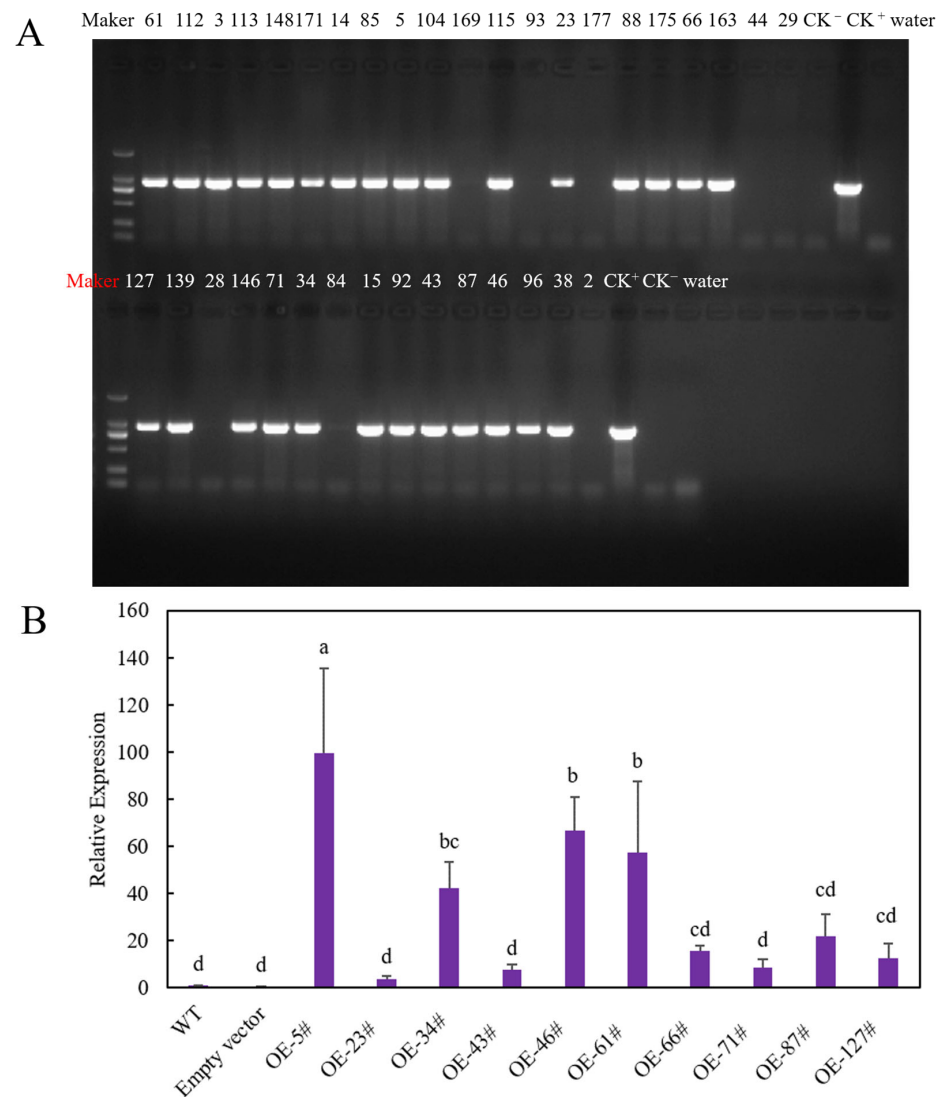 A
Maker 61 112 3 113 148 171 14 85 5 104 169 115 93 23 177 88 175 66 163 44 29 CK⁻ CK⁺ water
Maker 127 139 28 146 71 34 84 15 92 43 87 46 96 38 2 CK⁺ CK⁻ water
B
Relative Expression
160
140
120
100
80
60
40
20
0
d
d
a
d
bc
d
b
b
cd
d
cd
cd
WT
Empty vector
OE-5#
OE-23#
OE-34#
OE-43#
OE-46#
OE-61#
OE-66#
OE-71#
OE-87#
OE-127#